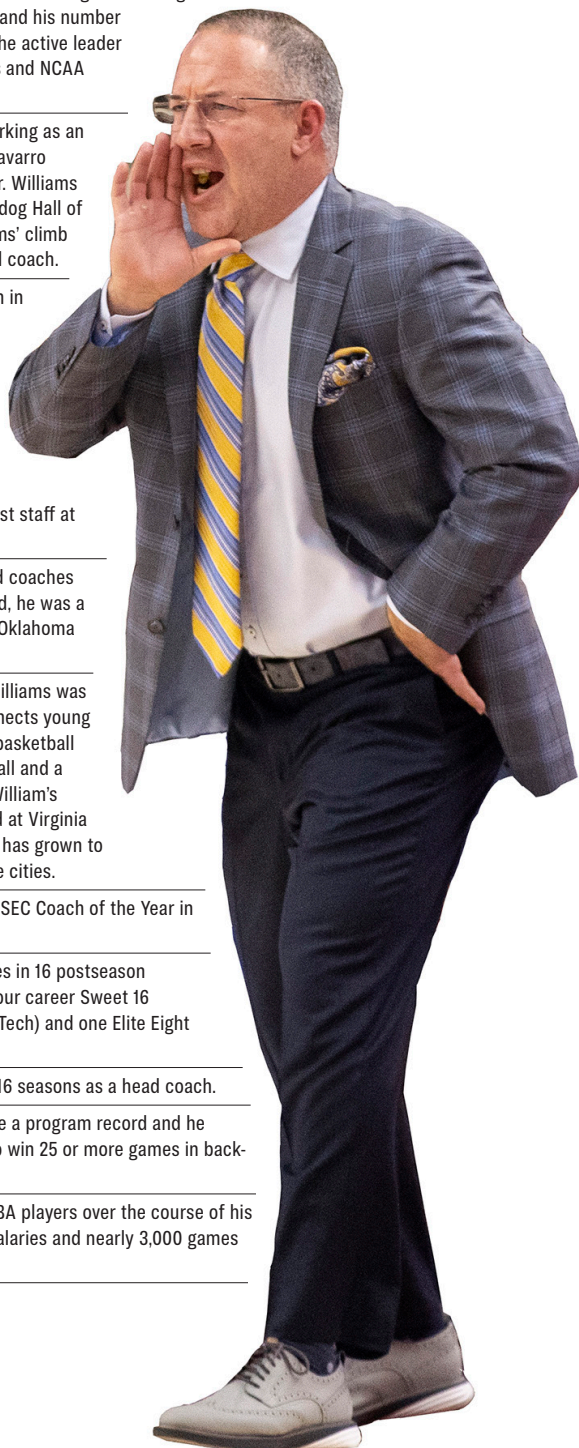 and his number
he active leader
s and NCAA
rking as an
avarro
r. Williams
dog Hall of
ms' climb
d coach.
n in
st staff at
d coaches
d, he was a
Oklahoma
illiams was
nects young
basketball
all and a
William's
d at Virginia
has grown to
e cities.
SEC Coach of the Year in
es in 16 postseason
our career Sweet 16
Tech) and one Elite Eight
16 seasons as a head coach.
e a program record and he
o win 25 or more games in back-
BA players over the course of his
alaries and nearly 3,000 games